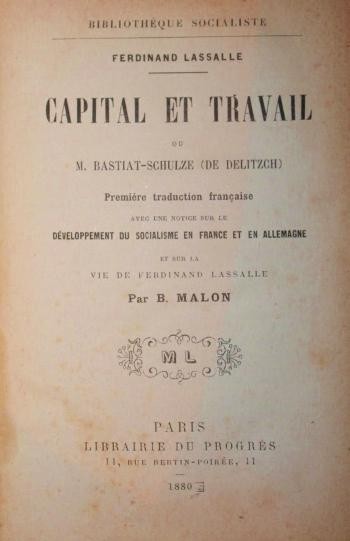 BIBLIOTHÈQUE SOCIALISTE
FERDINAND LASSALLE
CAPITAL ET TRAVAIL
OU
M. BASTIAT-SCHULZE (DE DELITZCH)
Première traduction française
AVEC UNE NOTICE SUR LE
DÉVELOPPEMENT DU SOCIALISME EN FRANCE ET EN ALLEMAGNE
ET SUR LA
VIE DE FERDINAND LASSALLE
Par B. MALON
ML
PARIS
LIBRAIRIE DU PROGRÈS
11, RUE BERTIN-POIRÉE, 11
1880